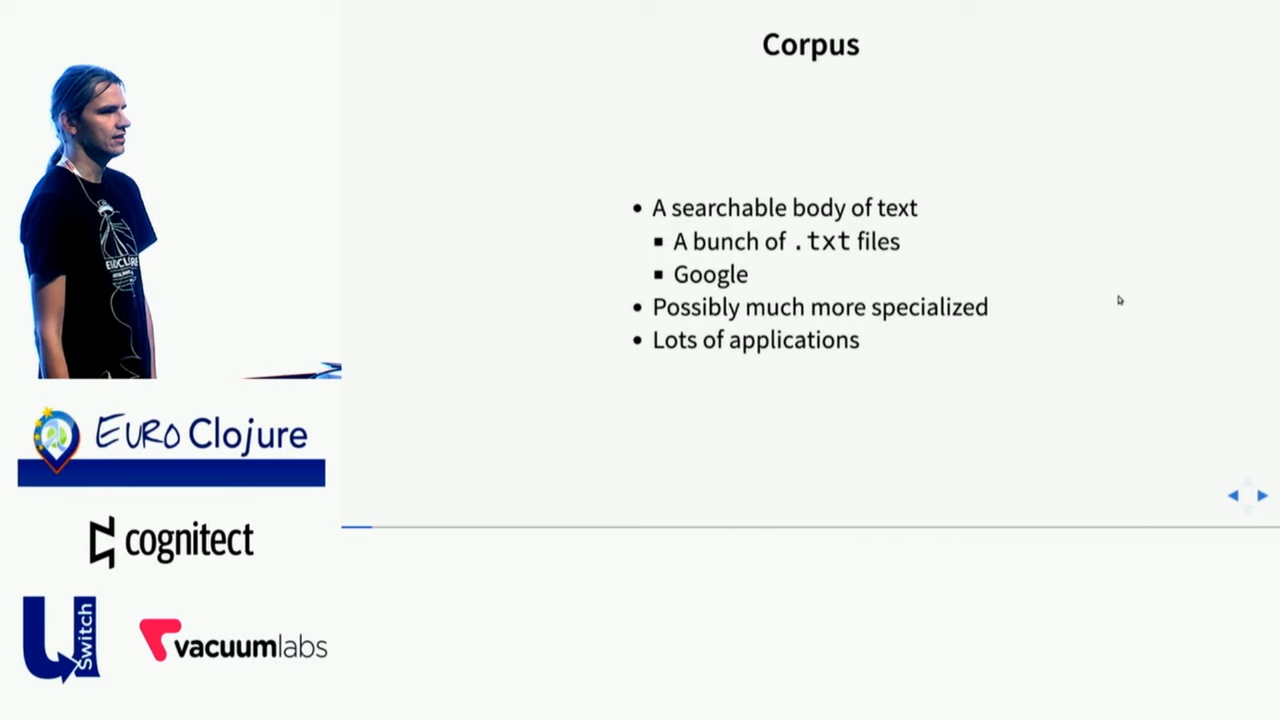 Corpus
• A searchable body of text
▪ A bunch of .txt files
▪ Google
• Possibly much more specialized
• Lots of applications
EURO Clojure
cognitect
uSwitch
vacuumlabs